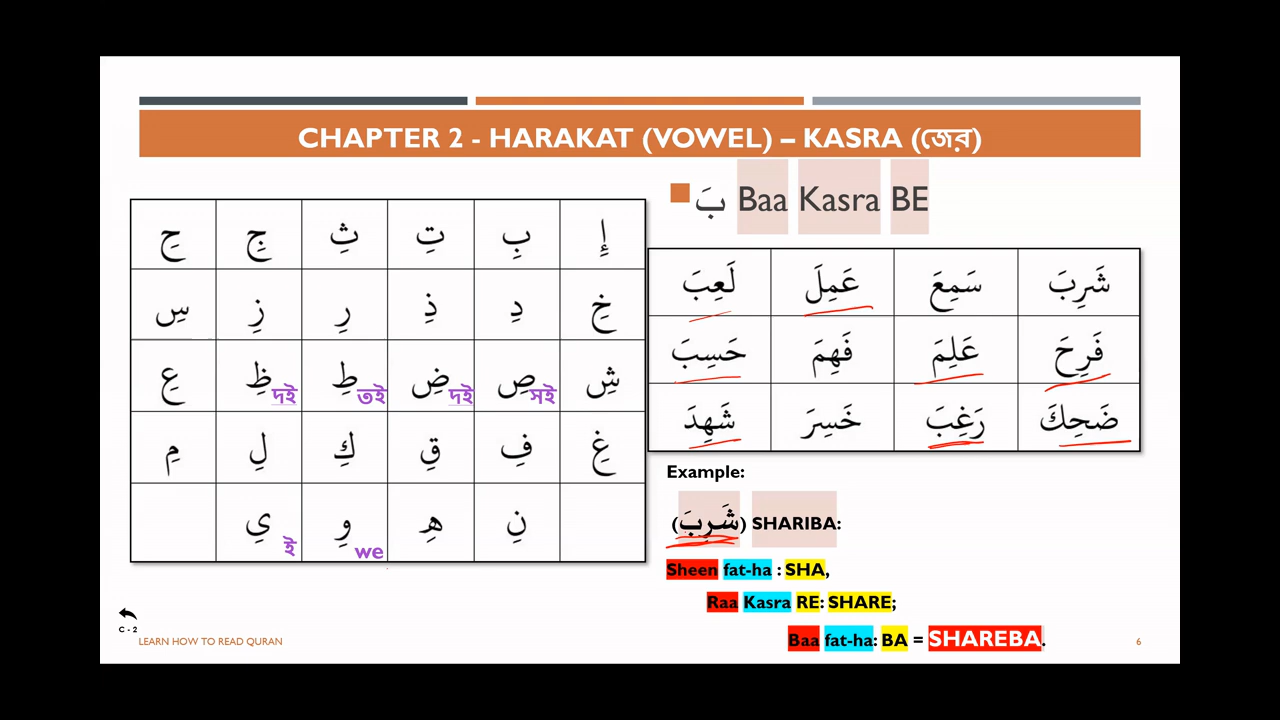 CHAPTER 2 - HARAKAT (VOWEL) – KASRA (জের)
بَ Baa Kasra BE
إِ بِ تِ ثِ جِ حِ
خِ دِ ذِ رِ زِ سِ
شِ صِ সই ضِ দই طِ তই ظِ দই عِ
غِ فِ قِ كِ لِ مِ
نِ هِ وِ we يِ ই
شَرِبَ سَمِعَ عَمِلَ لَعِبَ
فَرِحَ عَلِمَ فَهِمَ حَسِبَ
ضَحِكَ رَغِبَ خَسِرَ شَهِدَ
Example:
(شَرِبَ) SHARIBA:
Sheen fat-ha : SHA,
Raa Kasra RE: SHARE;
Baa fat-ha: BA = SHAREBA.
C - 2
LEARN HOW TO READ QURAN
6